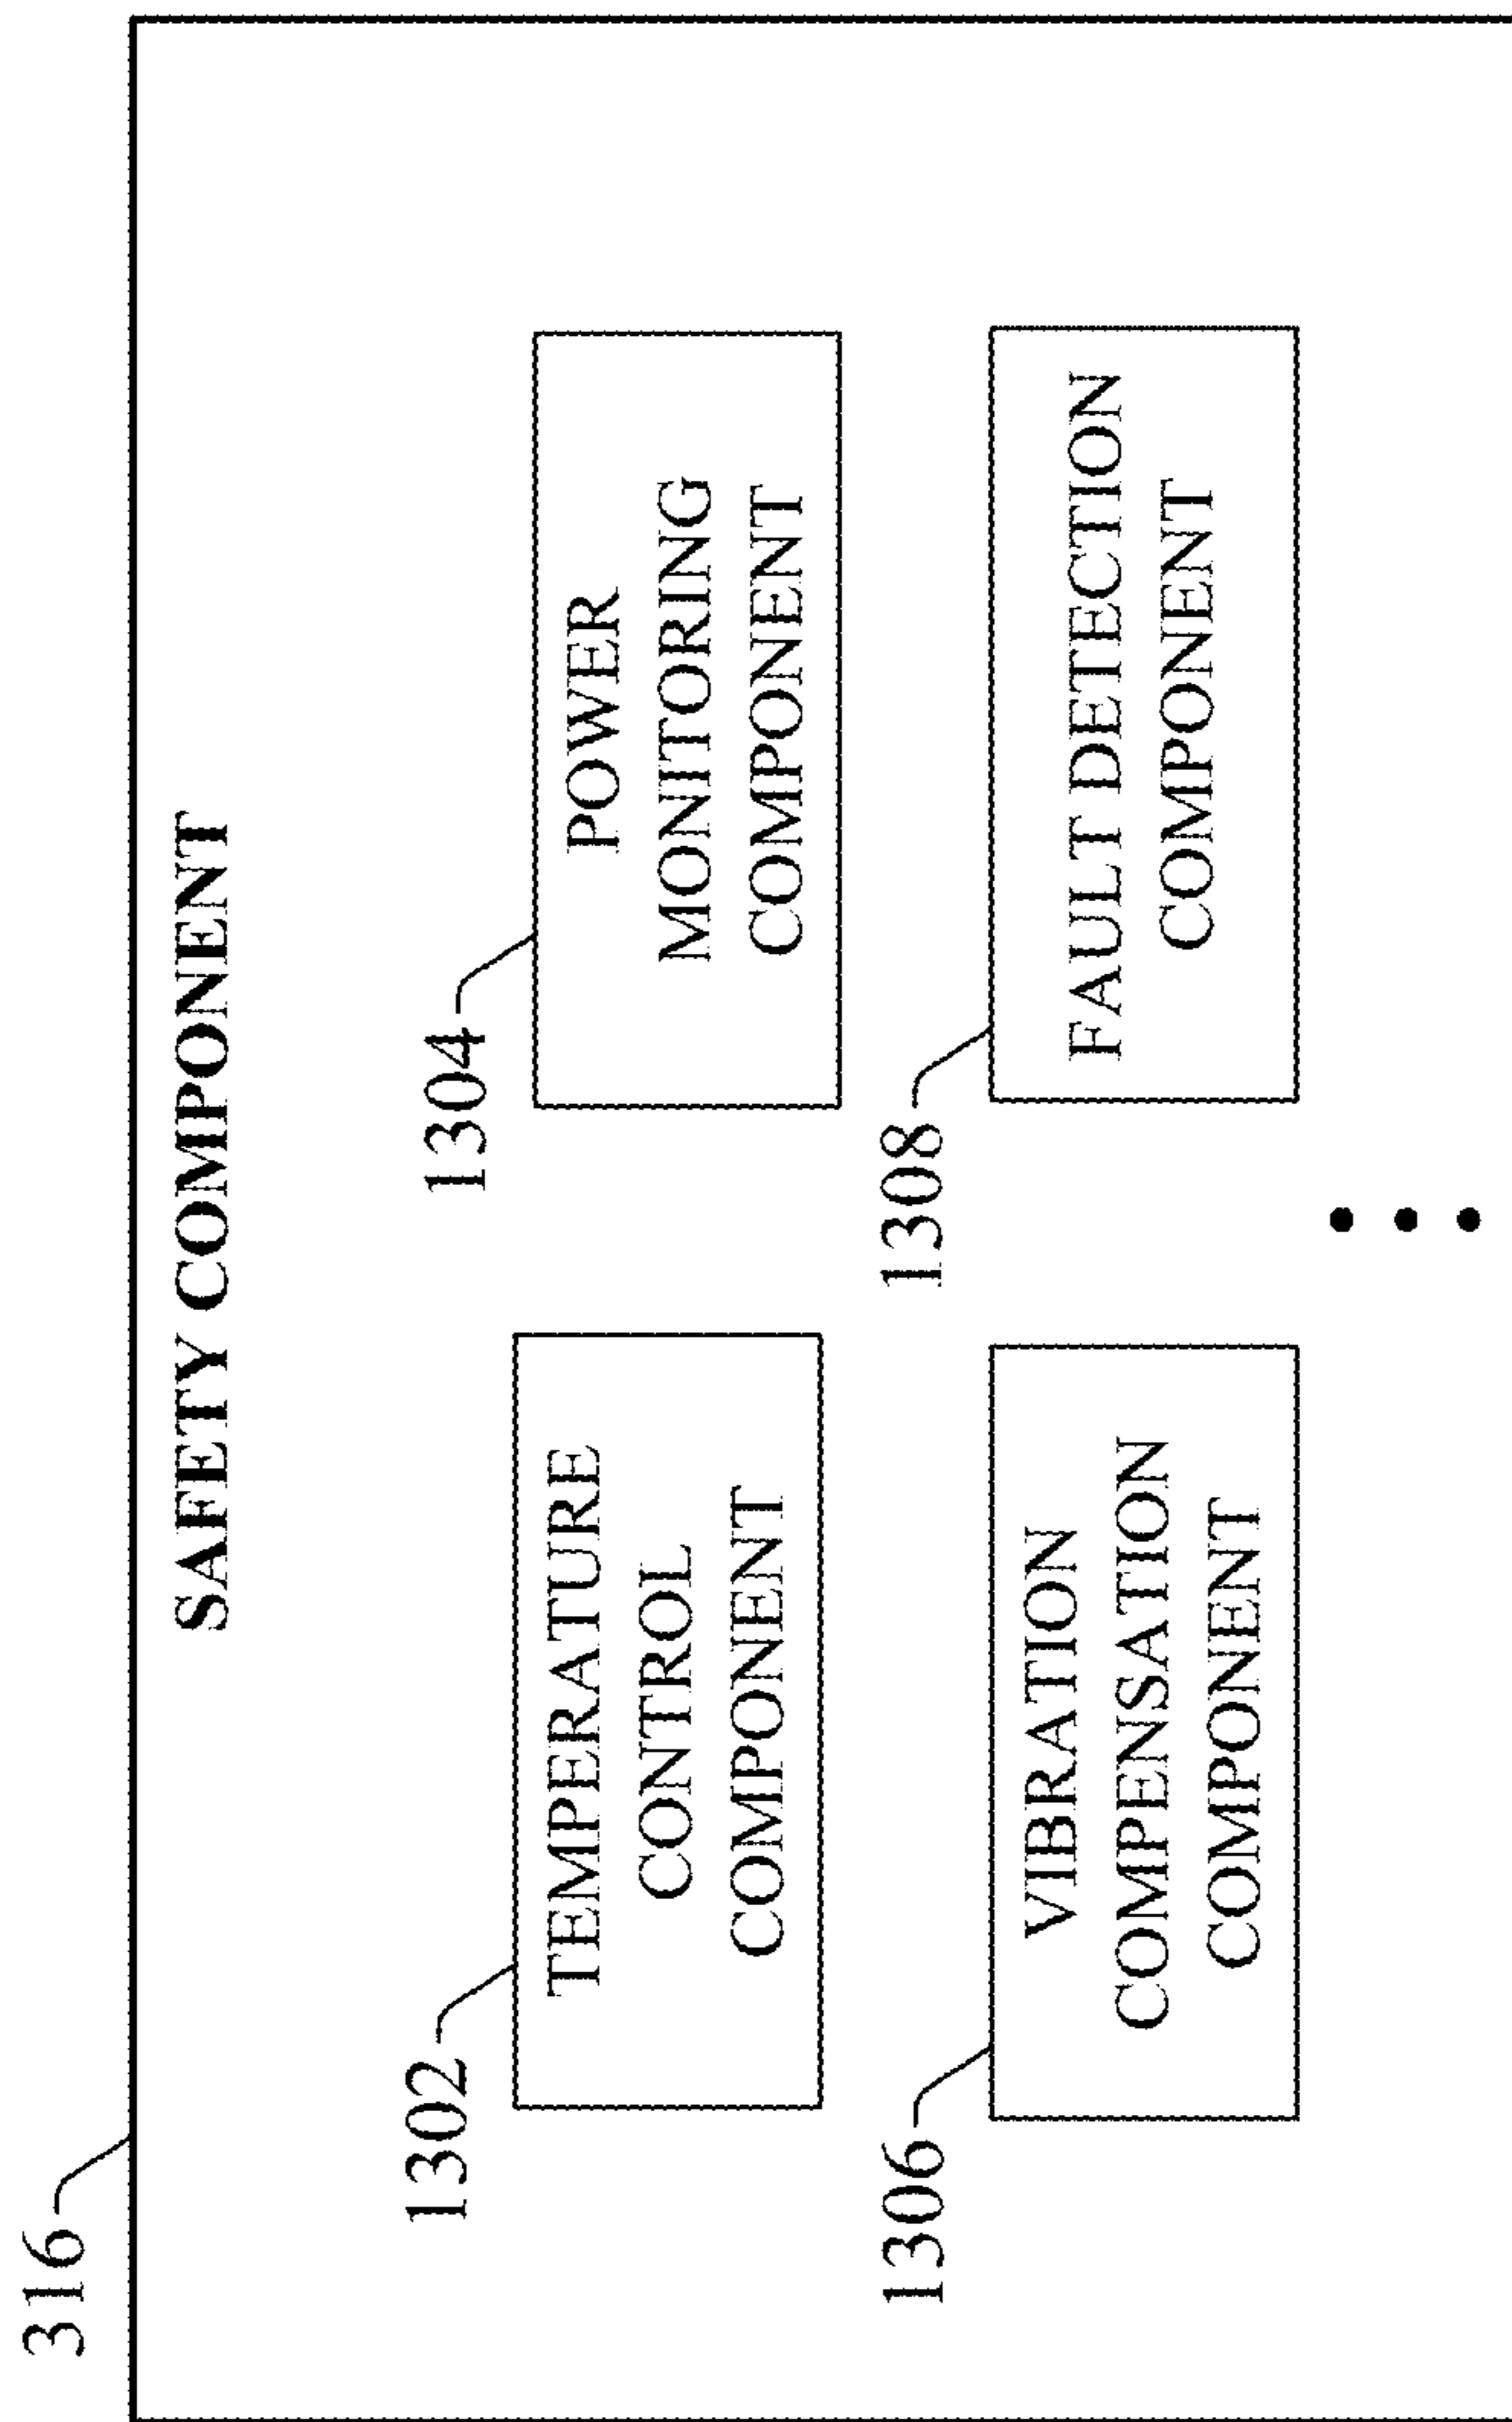 316
SAFETY COMPONENT
1302
TEMPERATURE
CONTROL
COMPONENT
1304
POWER
MONITORING
COMPONENT
1306
VIBRATION
COMPENSATION
COMPONENT
1308
FAULT DETECTION
COMPONENT